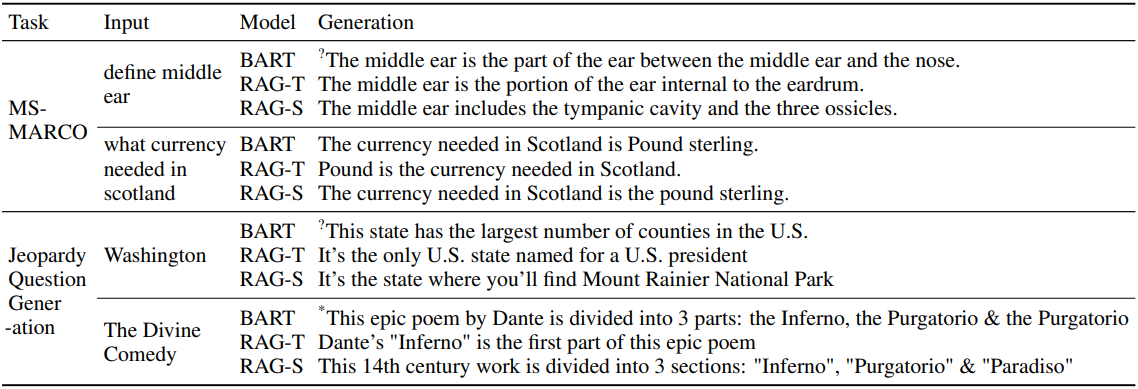 Task Input Model Generation
MS-MARCO define middle ear BART ?The middle ear is the part of the ear between the middle ear and the nose.
RAG-T The middle ear is the portion of the ear internal to the eardrum.
RAG-S The middle ear includes the tympanic cavity and the three ossicles.
what currency needed in scotland BART The currency needed in Scotland is Pound sterling.
RAG-T Pound is the currency needed in Scotland.
RAG-S The currency needed in Scotland is the pound sterling.
Jeopardy Question Gener -ation Washington BART ?This state has the largest number of counties in the U.S.
RAG-T It's the only U.S. state named for a U.S. president
RAG-S It's the state where you'll find Mount Rainier National Park
The Divine Comedy BART *This epic poem by Dante is divided into 3 parts: the Inferno, the Purgatorio & the Purgatorio
RAG-T Dante's "Inferno" is the first part of this epic poem
RAG-S This 14th century work is divided into 3 sections: "Inferno", "Purgatorio" & "Paradiso"